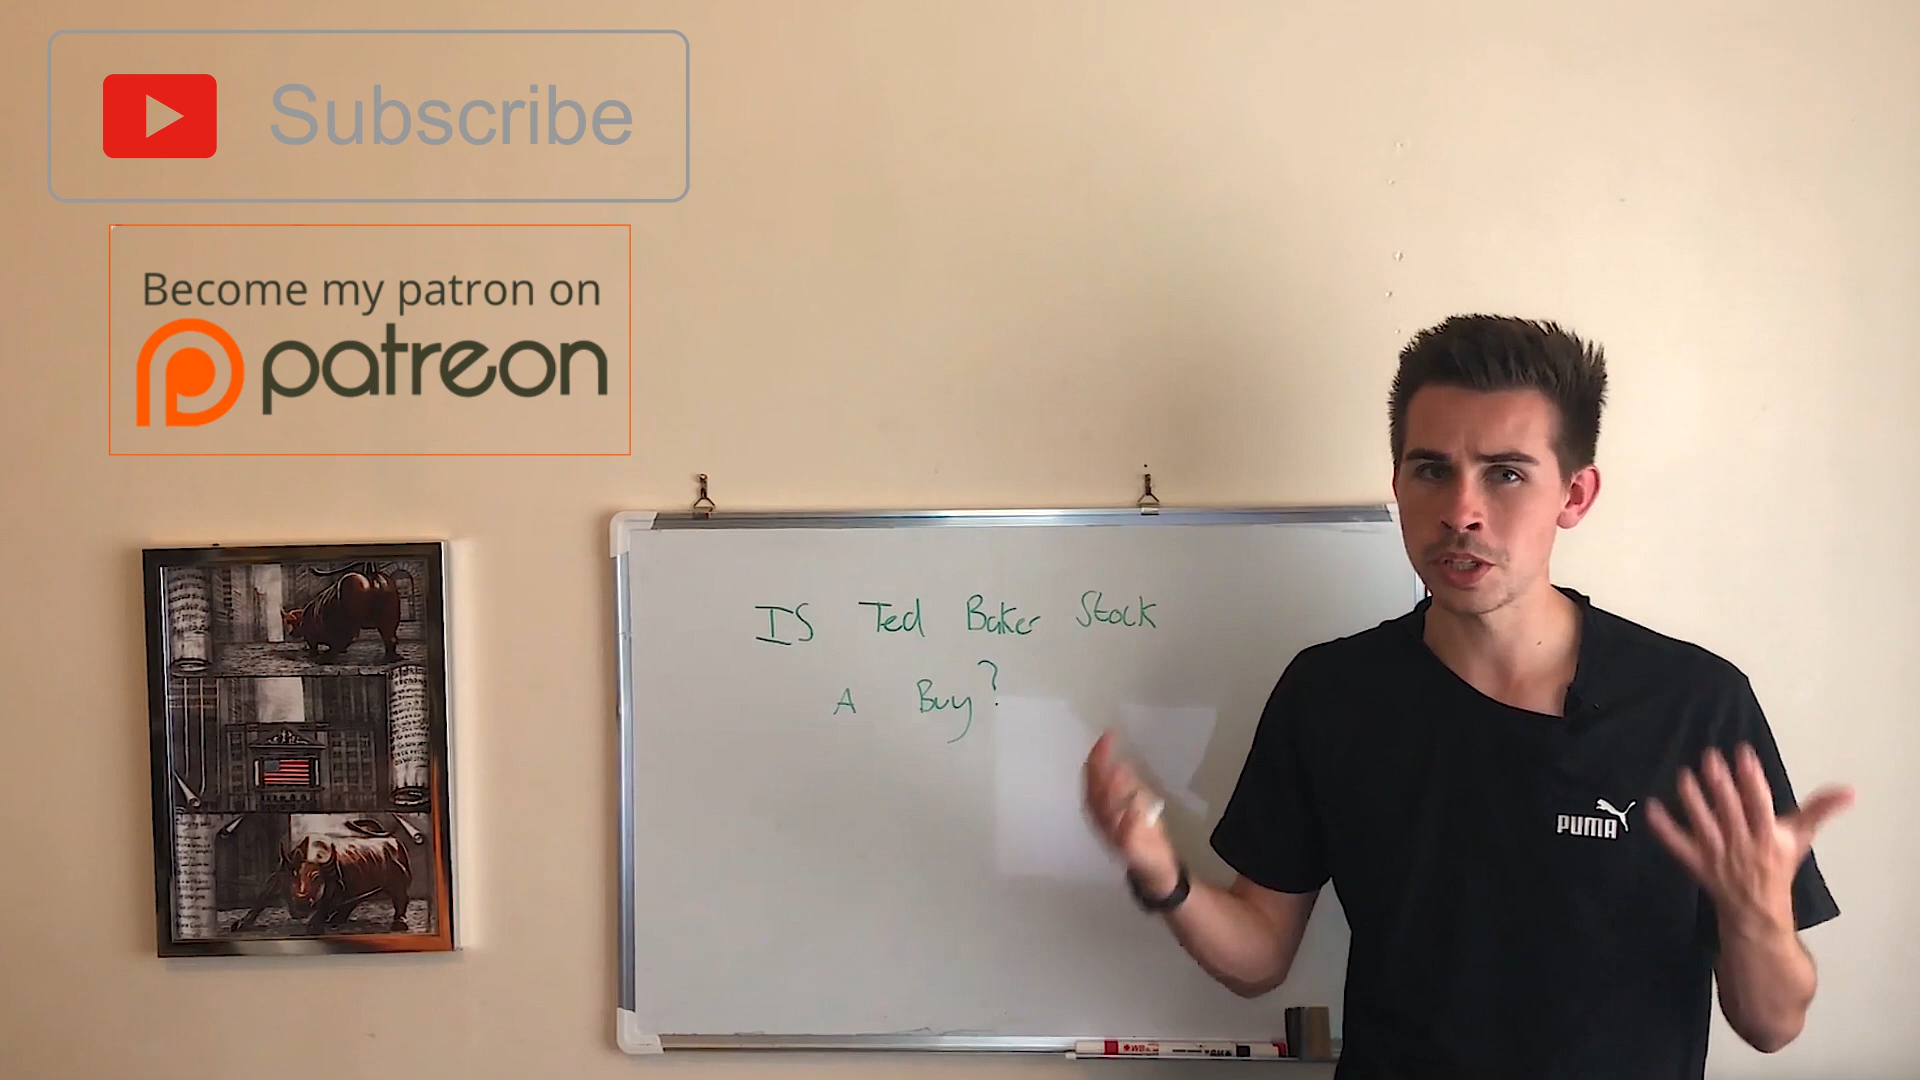 Subscribe
Become my patron on
patreon
IS Ted Baker Stock
A Buy?
PUMA